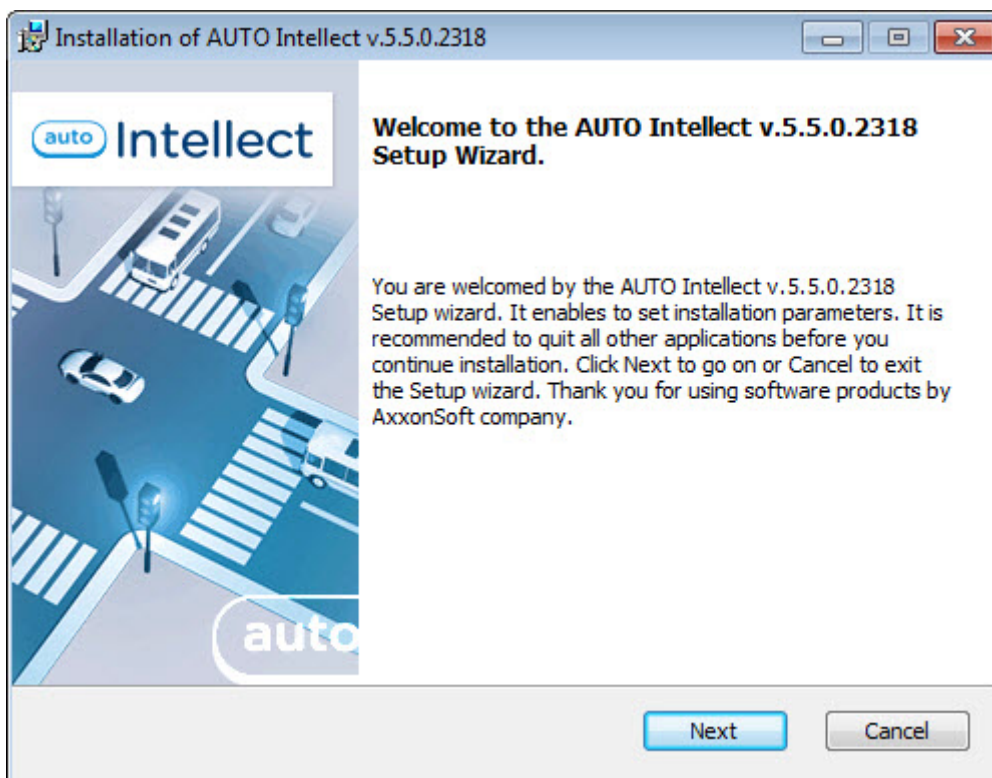 Installation of AUTO Intellect v.5.5.0.2318
auto Intellect
Welcome to the AUTO Intellect v.5.5.0.2318
Setup Wizard.
You are welcomed by the AUTO Intellect v.5.5.0.2318
Setup wizard. It enables to set installation parameters. It is
recommended to quit all other applications before you
continue installation. Click Next to go on or Cancel to exit
the Setup wizard. Thank you for using software products by
AxxonSoft company.
auto
Next
Cancel